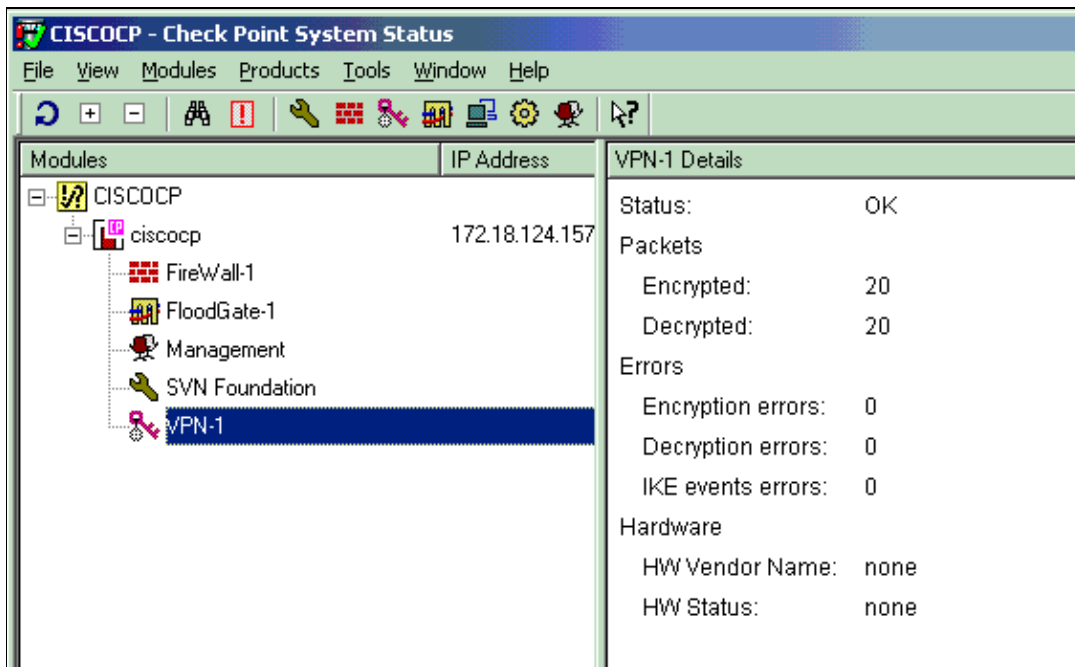 CISCOCP - Check Point System Status
File View Modules Products Tools Window Help
Modules IP Address
CISCOCP
ciscocp 172.18.124.157
FireWall-1
FloodGate-1
Management
SVN Foundation
VPN-1
VPN-1 Details
Status: OK
Packets
Encrypted: 20
Decrypted: 20
Errors
Encryption errors: 0
Decryption errors: 0
IKE events errors: 0
Hardware
HW Vendor Name: none
HW Status: none